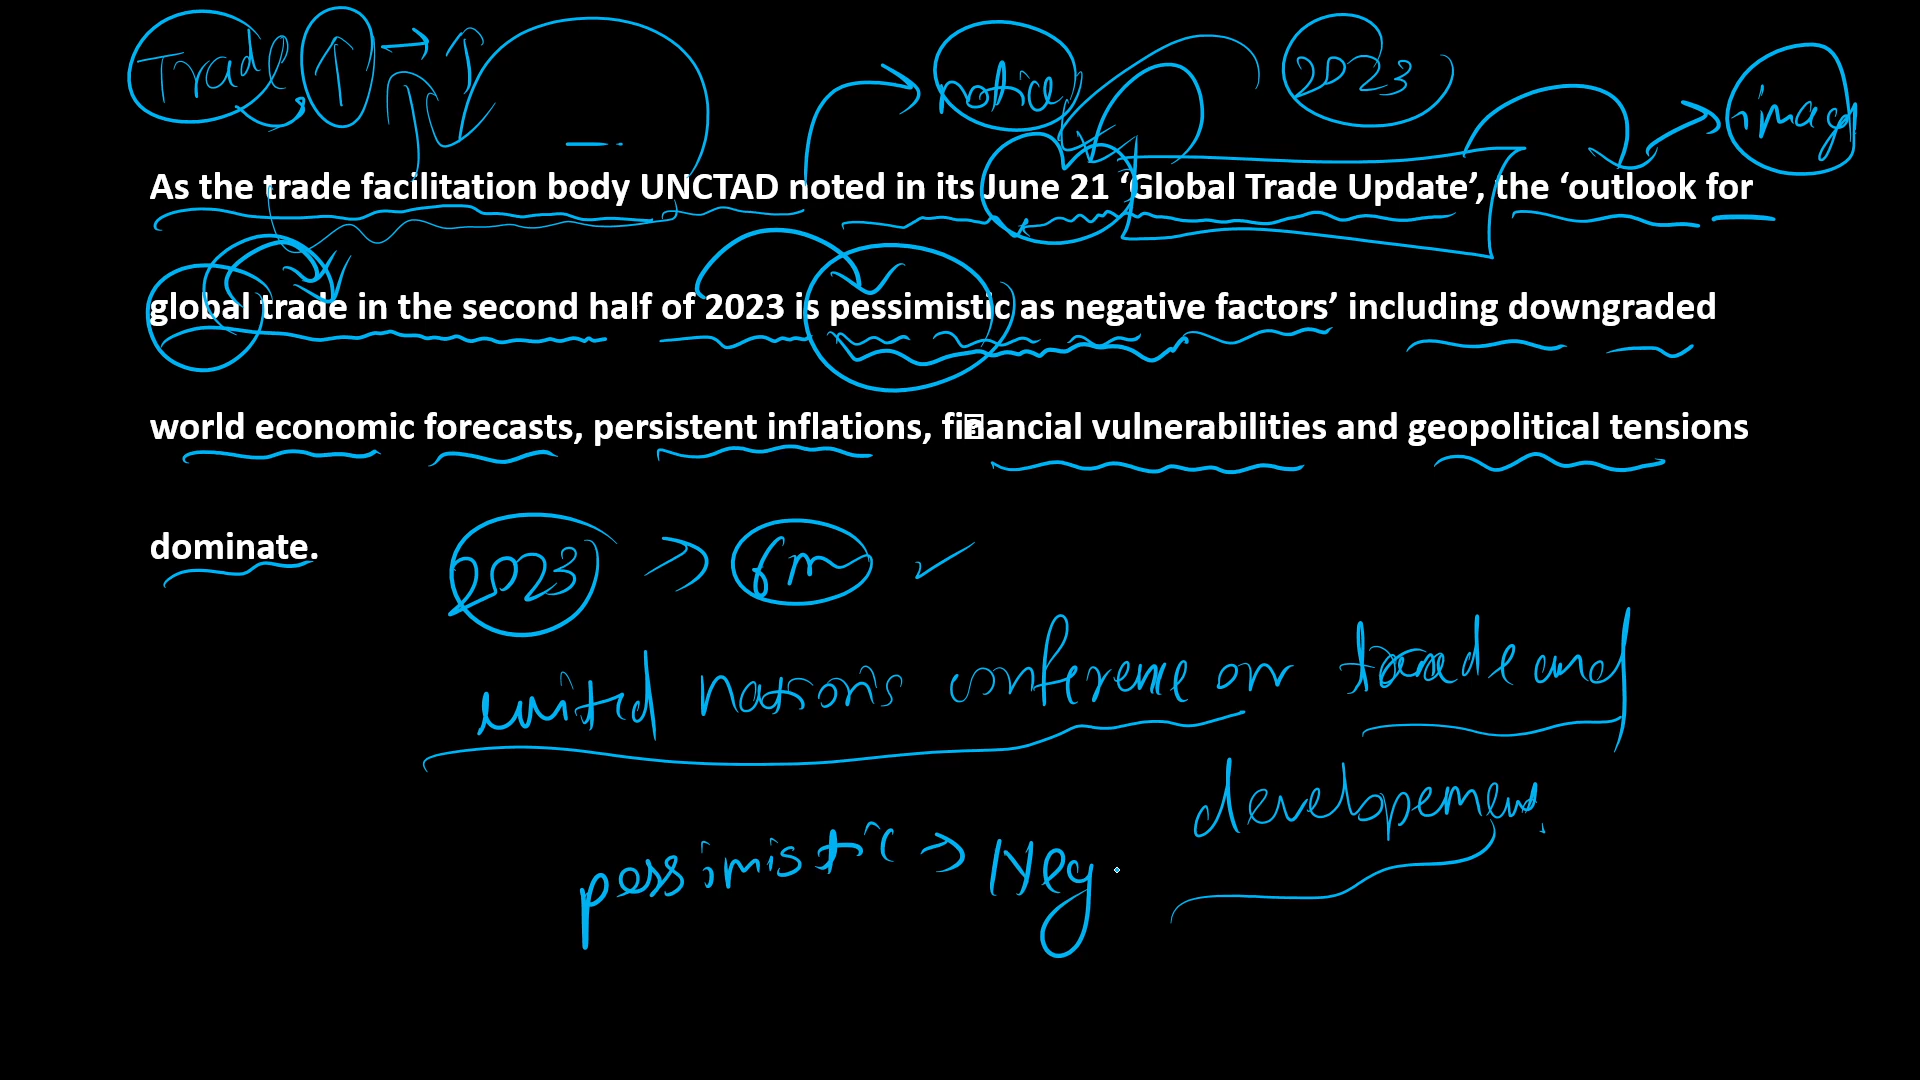 Trade
notice
2023
image
As the trade facilitation body UNCTAD noted in its June 21 ‘Global Trade Update’, the ‘outlook for
global trade in the second half of 2023 is pessimistic as negative factors’ including downgraded
world economic forecasts, persistent inflations, financial vulnerabilities and geopolitical tensions
dominate.
2023 > 6m ✓
united nations conference on trade and
developement.
pessimistic → Neg.